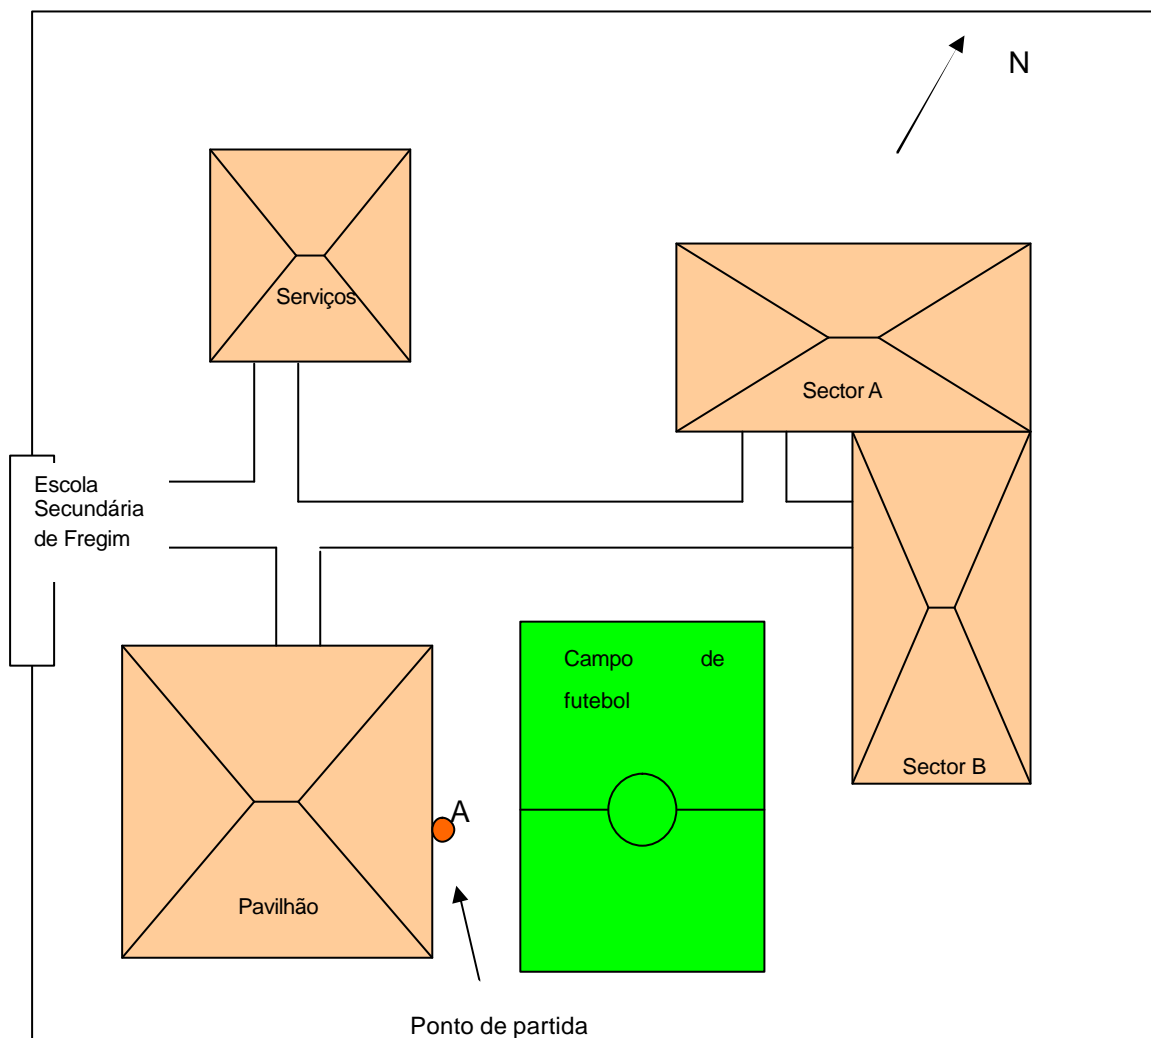 N
Serviços
Sector A
Escola
Secundária
de Fregim
Campo de
futebol
Sector B
A
Pavilhão
Ponto de partida